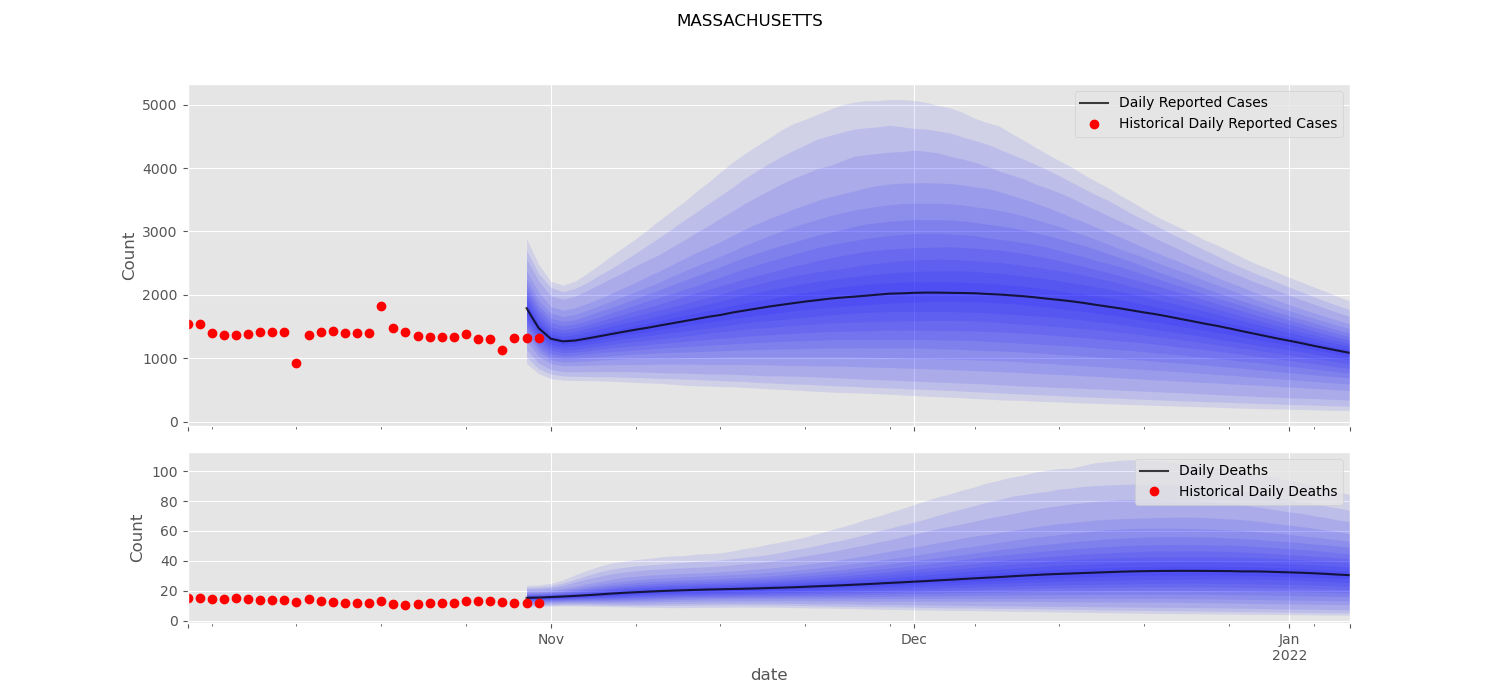 MASSACHUSETTS
5000
4000
3000
2000
1000
0
Count
Daily Reported Cases
Historical Daily Reported Cases
100
80
60
40
20
0
Count
Daily Deaths
Historical Daily Deaths
Nov
Dec
Jan
2022
date